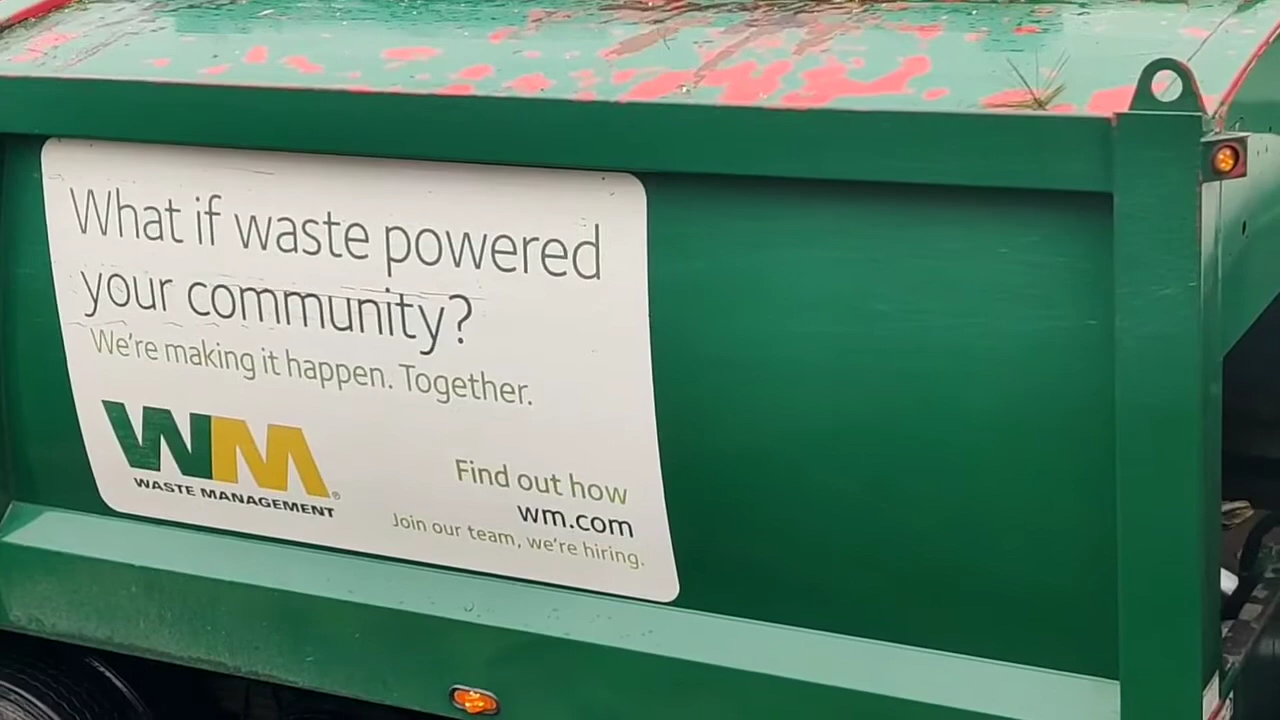 What if waste powered
your community?
We're making it happen. Together.
WM
WASTE MANAGEMENT®
Find out how
wm.com
Join our team, we're hiring.